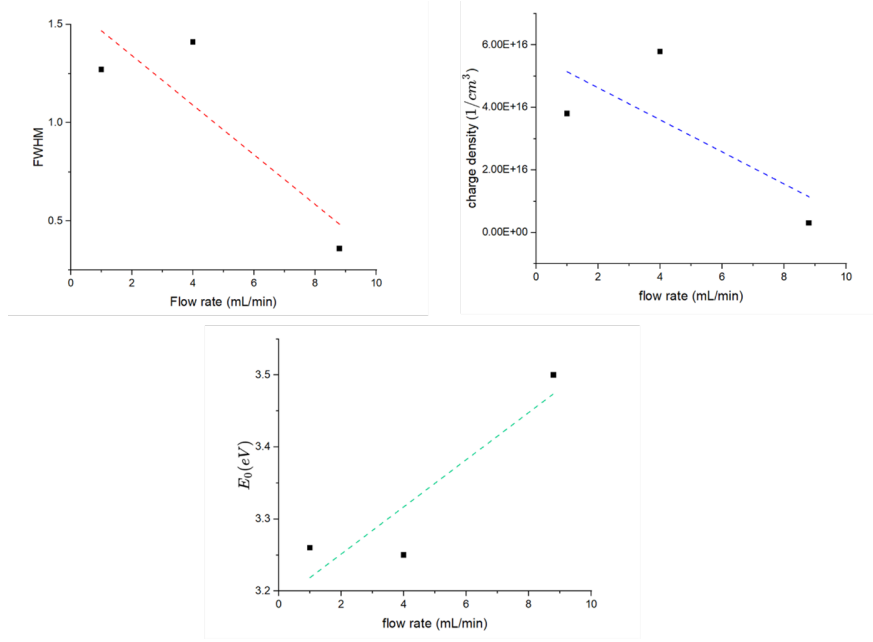 1.5
1.0
0.5
FWHM
0 2 4 6 8 10
Flow rate (mL/min)
6.00E+16
4.00E+16
2.00E+16
0.00E+00
charge density (1/cm³)
0 2 4 6 8 10
flow rate (mL/min)
3.5
3.4
3.3
3.2
E₀(eV)
0 2 4 6 8 10
flow rate (mL/min)